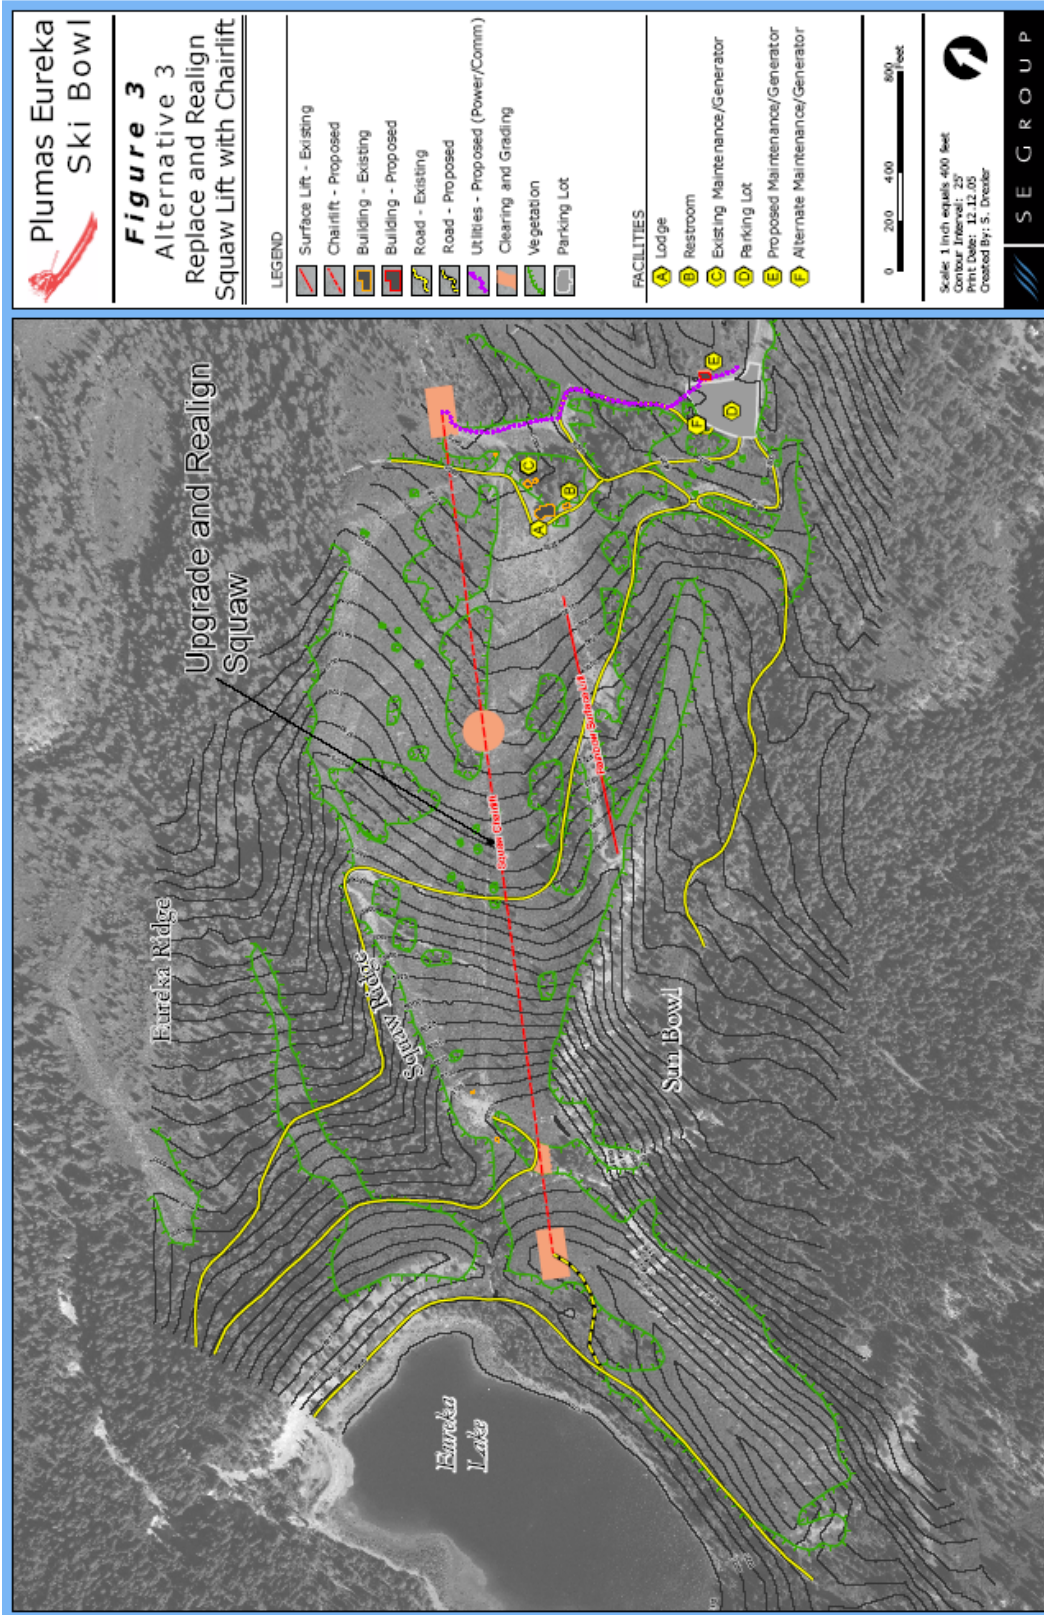 Plumas Eureka
Ski Bowl
Figure 3
Alternative 3
Replace and Realign
Squaw Lift with Chairlift
LEGEND
Surface Lift - Existing
Chairlift - Proposed
Building - Existing
Building - Proposed
Road - Existing
Road - Proposed
Utilities - Proposed (Power/Comm)
Clearing and Grading
Vegetation
Parking Lot
FACILITIES
A Lodge
B Restroom
C Existing Maintenance/Generator
D Parking Lot
E Proposed Maintenance/Generator
F Alternate Maintenance/Generator
0 200 400 800
Feet
Scale: 1 inch equals 400 feet
Contour Interval: 25'
Print Date: 12.12.05
Created By: S. Drexler
SE GROUP
Upgrade and Realign
Squaw
Eureka Ridge
Squaw Ridge
Squaw Chairlift
Surface Lift
Sun Bowl
Eureka
Lake
A
B
C
D
E
F